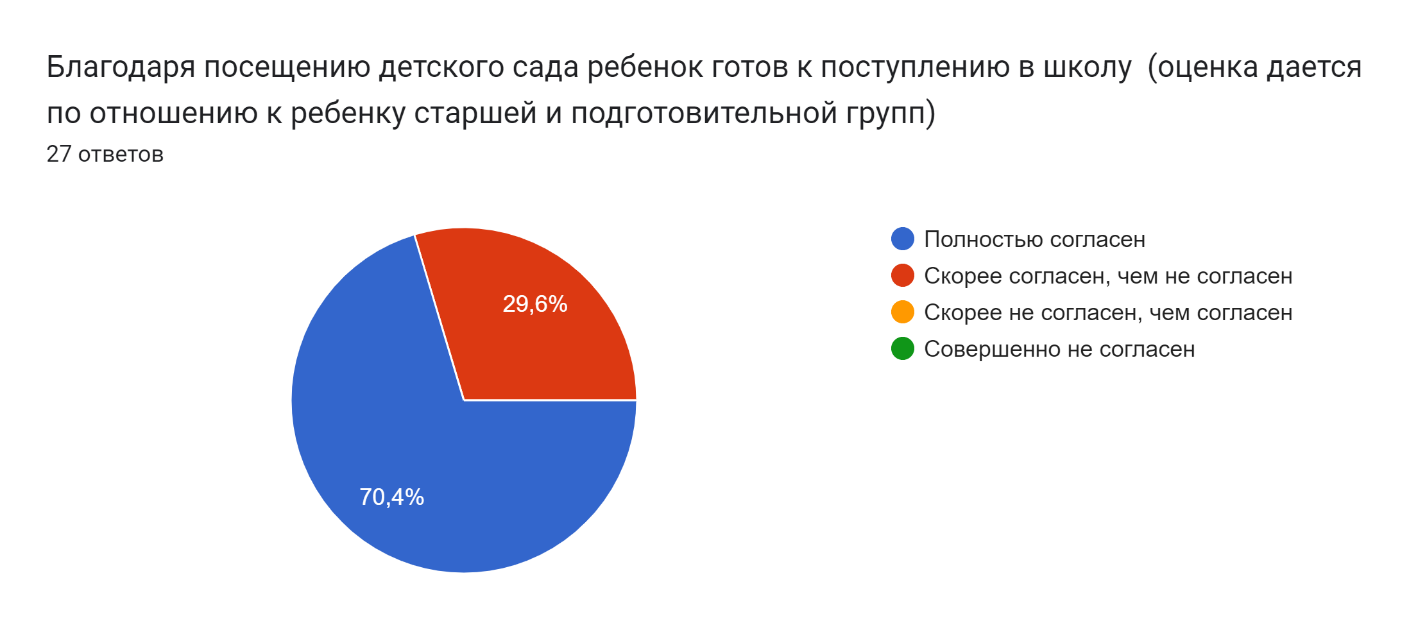 Благодаря посещению детского сада ребенок готов к поступлению в школу  (оценка дается
по отношению к ребенку старшей и подготовительной групп)
27 ответов
Полностью согласен
Скорее согласен, чем не согласен
Скорее не согласен, чем согласен
Совершенно не согласен
29,6%
70,4%